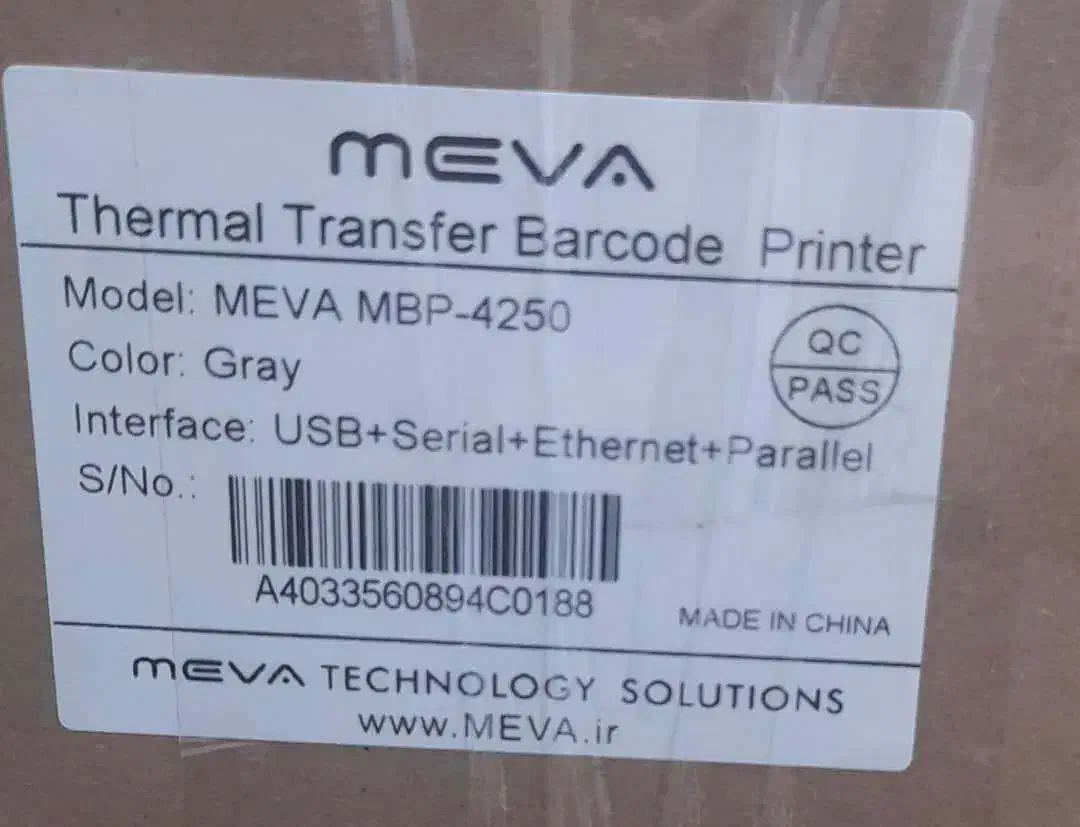 MEVA
Thermal Transfer Barcode Printer
Model: MEVA MBP-4250
Color: Gray
QC
PASS
Interface: USB+Serial+Ethernet+Parallel
S/No.:
A4033560894C0188
MADE IN CHINA
MEVA TECHNOLOGY SOLUTIONS
www.MEVA.ir